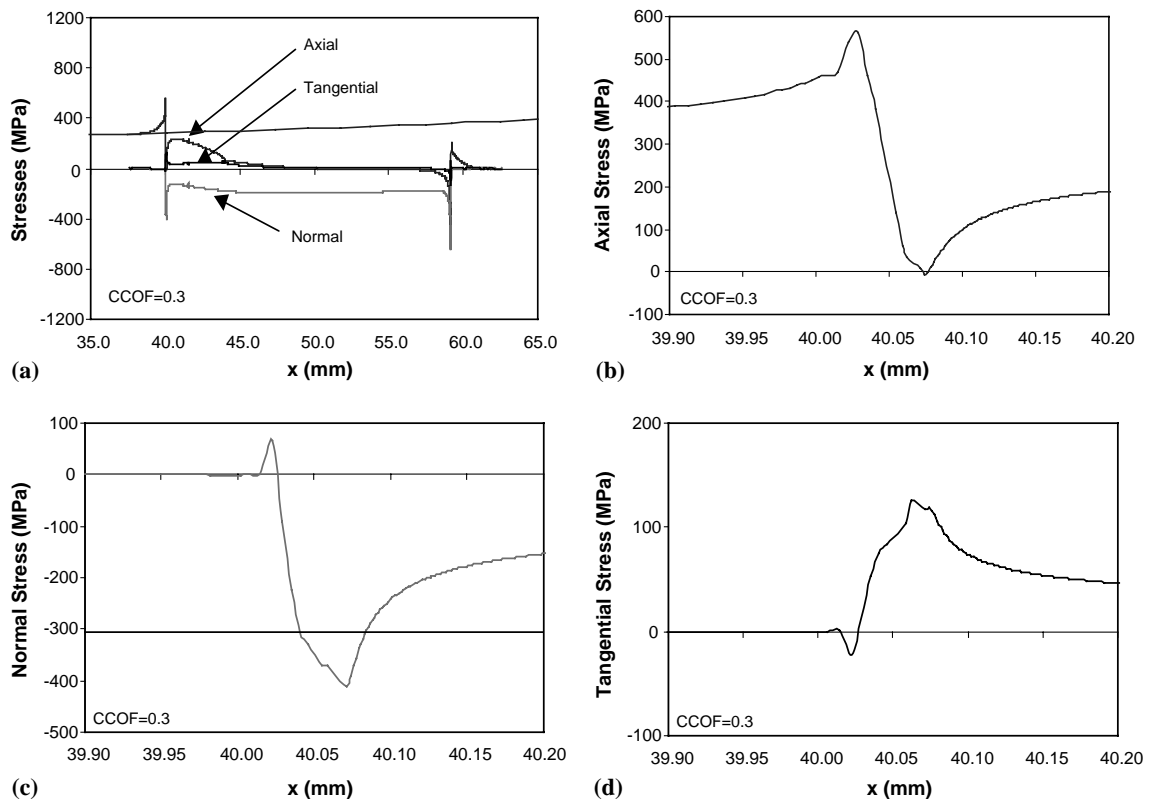 1200
800
400
0
-400
-800
-1200
Stresses (MPa)
Axial
Tangential
Normal
CCOF=0.3
35.0 40.0 45.0 50.0 55.0 60.0 65.0
x (mm)
(a)
600
500
400
300
200
100
0
-100
Axial Stress (MPa)
39.90 39.95 40.00 40.05 40.10 40.15 40.20
x (mm)
(b)
100
0
-100
-200
-300
-400
-500
Normal Stress (MPa)
CCOF=0.3
39.90 39.95 40.00 40.05 40.10 40.15 40.20
x (mm)
(c)
200
100
0
-100
Tangential Stress (MPa)
CCOF=0.3
39.90 39.95 40.00 40.05 40.10 40.15 40.20
x (mm)
(d)